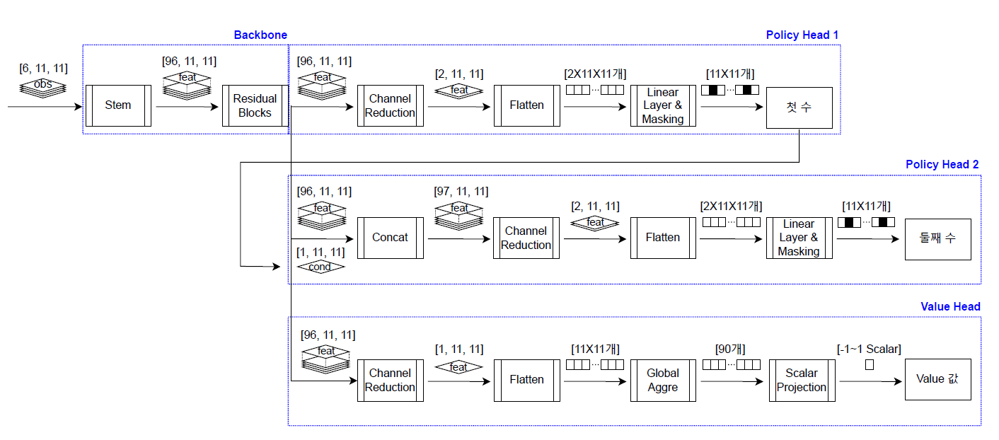 Backbone
Policy Head 1
[6, 11, 11]
obs
Stem
[96, 11, 11]
feat
Residual
Blocks
[96, 11, 11]
feat
Channel
Reduction
[2, 11, 11]
feat
Flatten
[2X11X11개]
...
Linear
Layer &
Masking
[11X11개]
...
첫 수
Policy Head 2
[96, 11, 11]
feat
[1, 11, 11]
cond
Concat
[97, 11, 11]
feat
Channel
Reduction
[2, 11, 11]
feat
Flatten
[2X11X11개]
...
Linear
Layer &
Masking
[11X11개]
...
둘째 수
Value Head
[96, 11, 11]
feat
Channel
Reduction
[1, 11, 11]
feat
Flatten
[11X11개]
...
Global
Aggre
[90개]
...
Scalar
Projection
[-1~1 Scalar]
Value 값